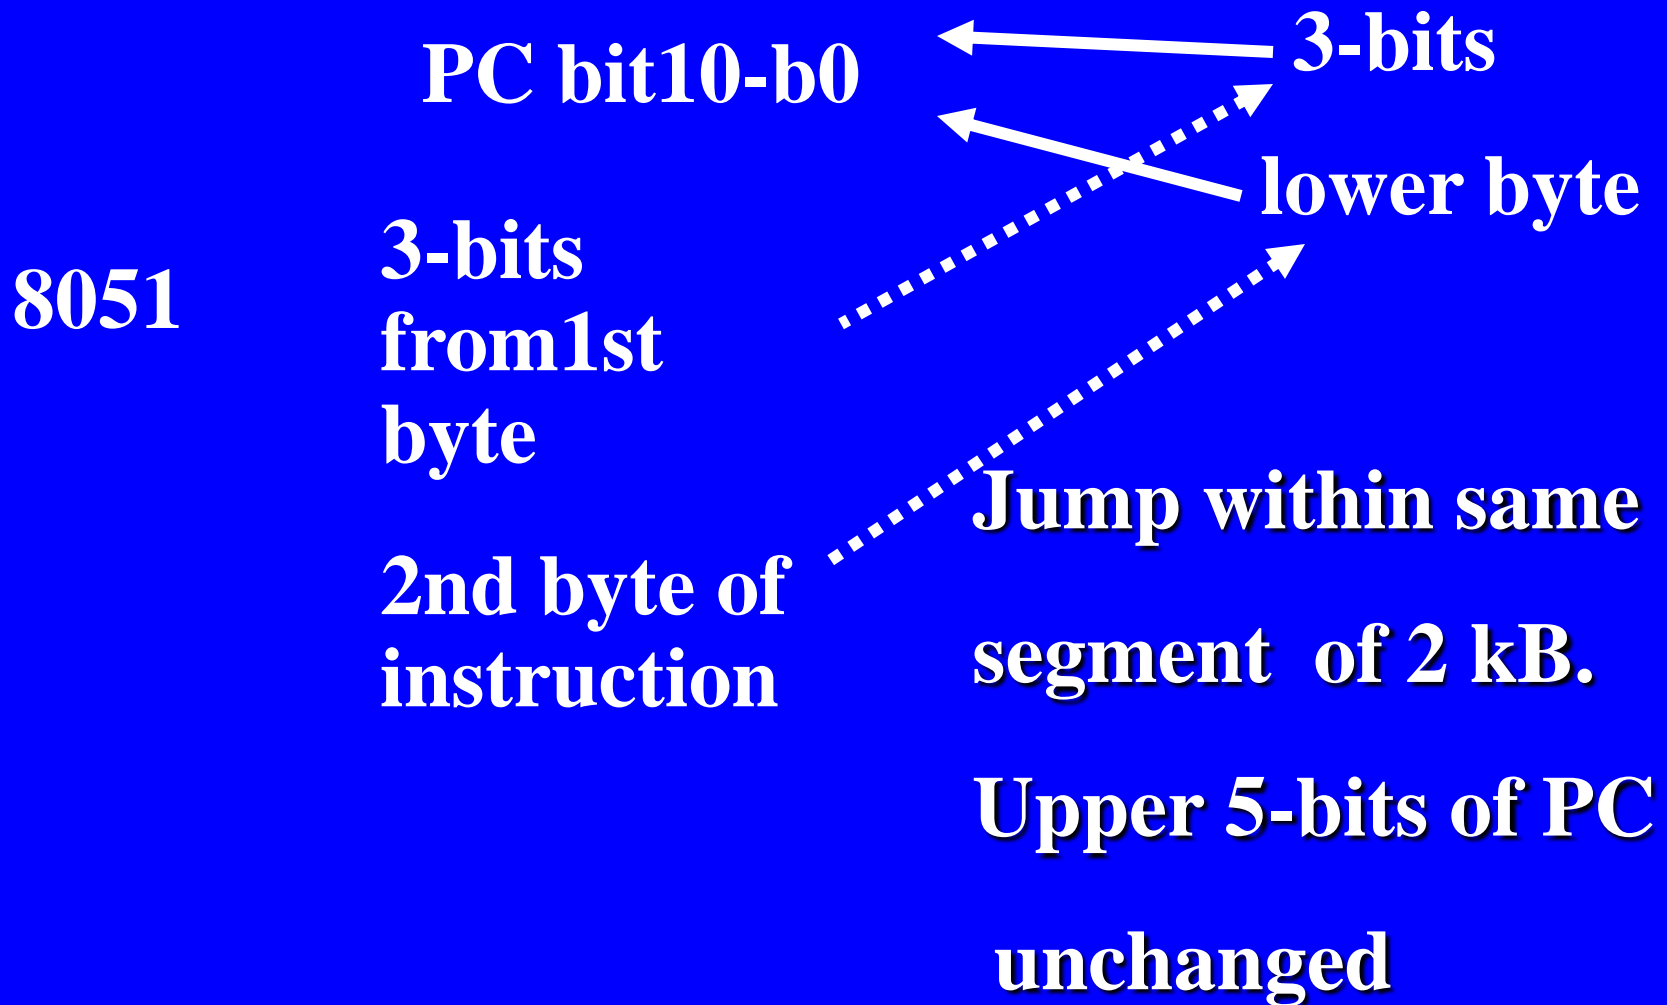 PC bit10-b0
3-bits
lower byte
8051
3-bits
from1st
byte
2nd byte of
instruction
Jump within same
segment of 2 kB.
Upper 5-bits of PC
unchanged